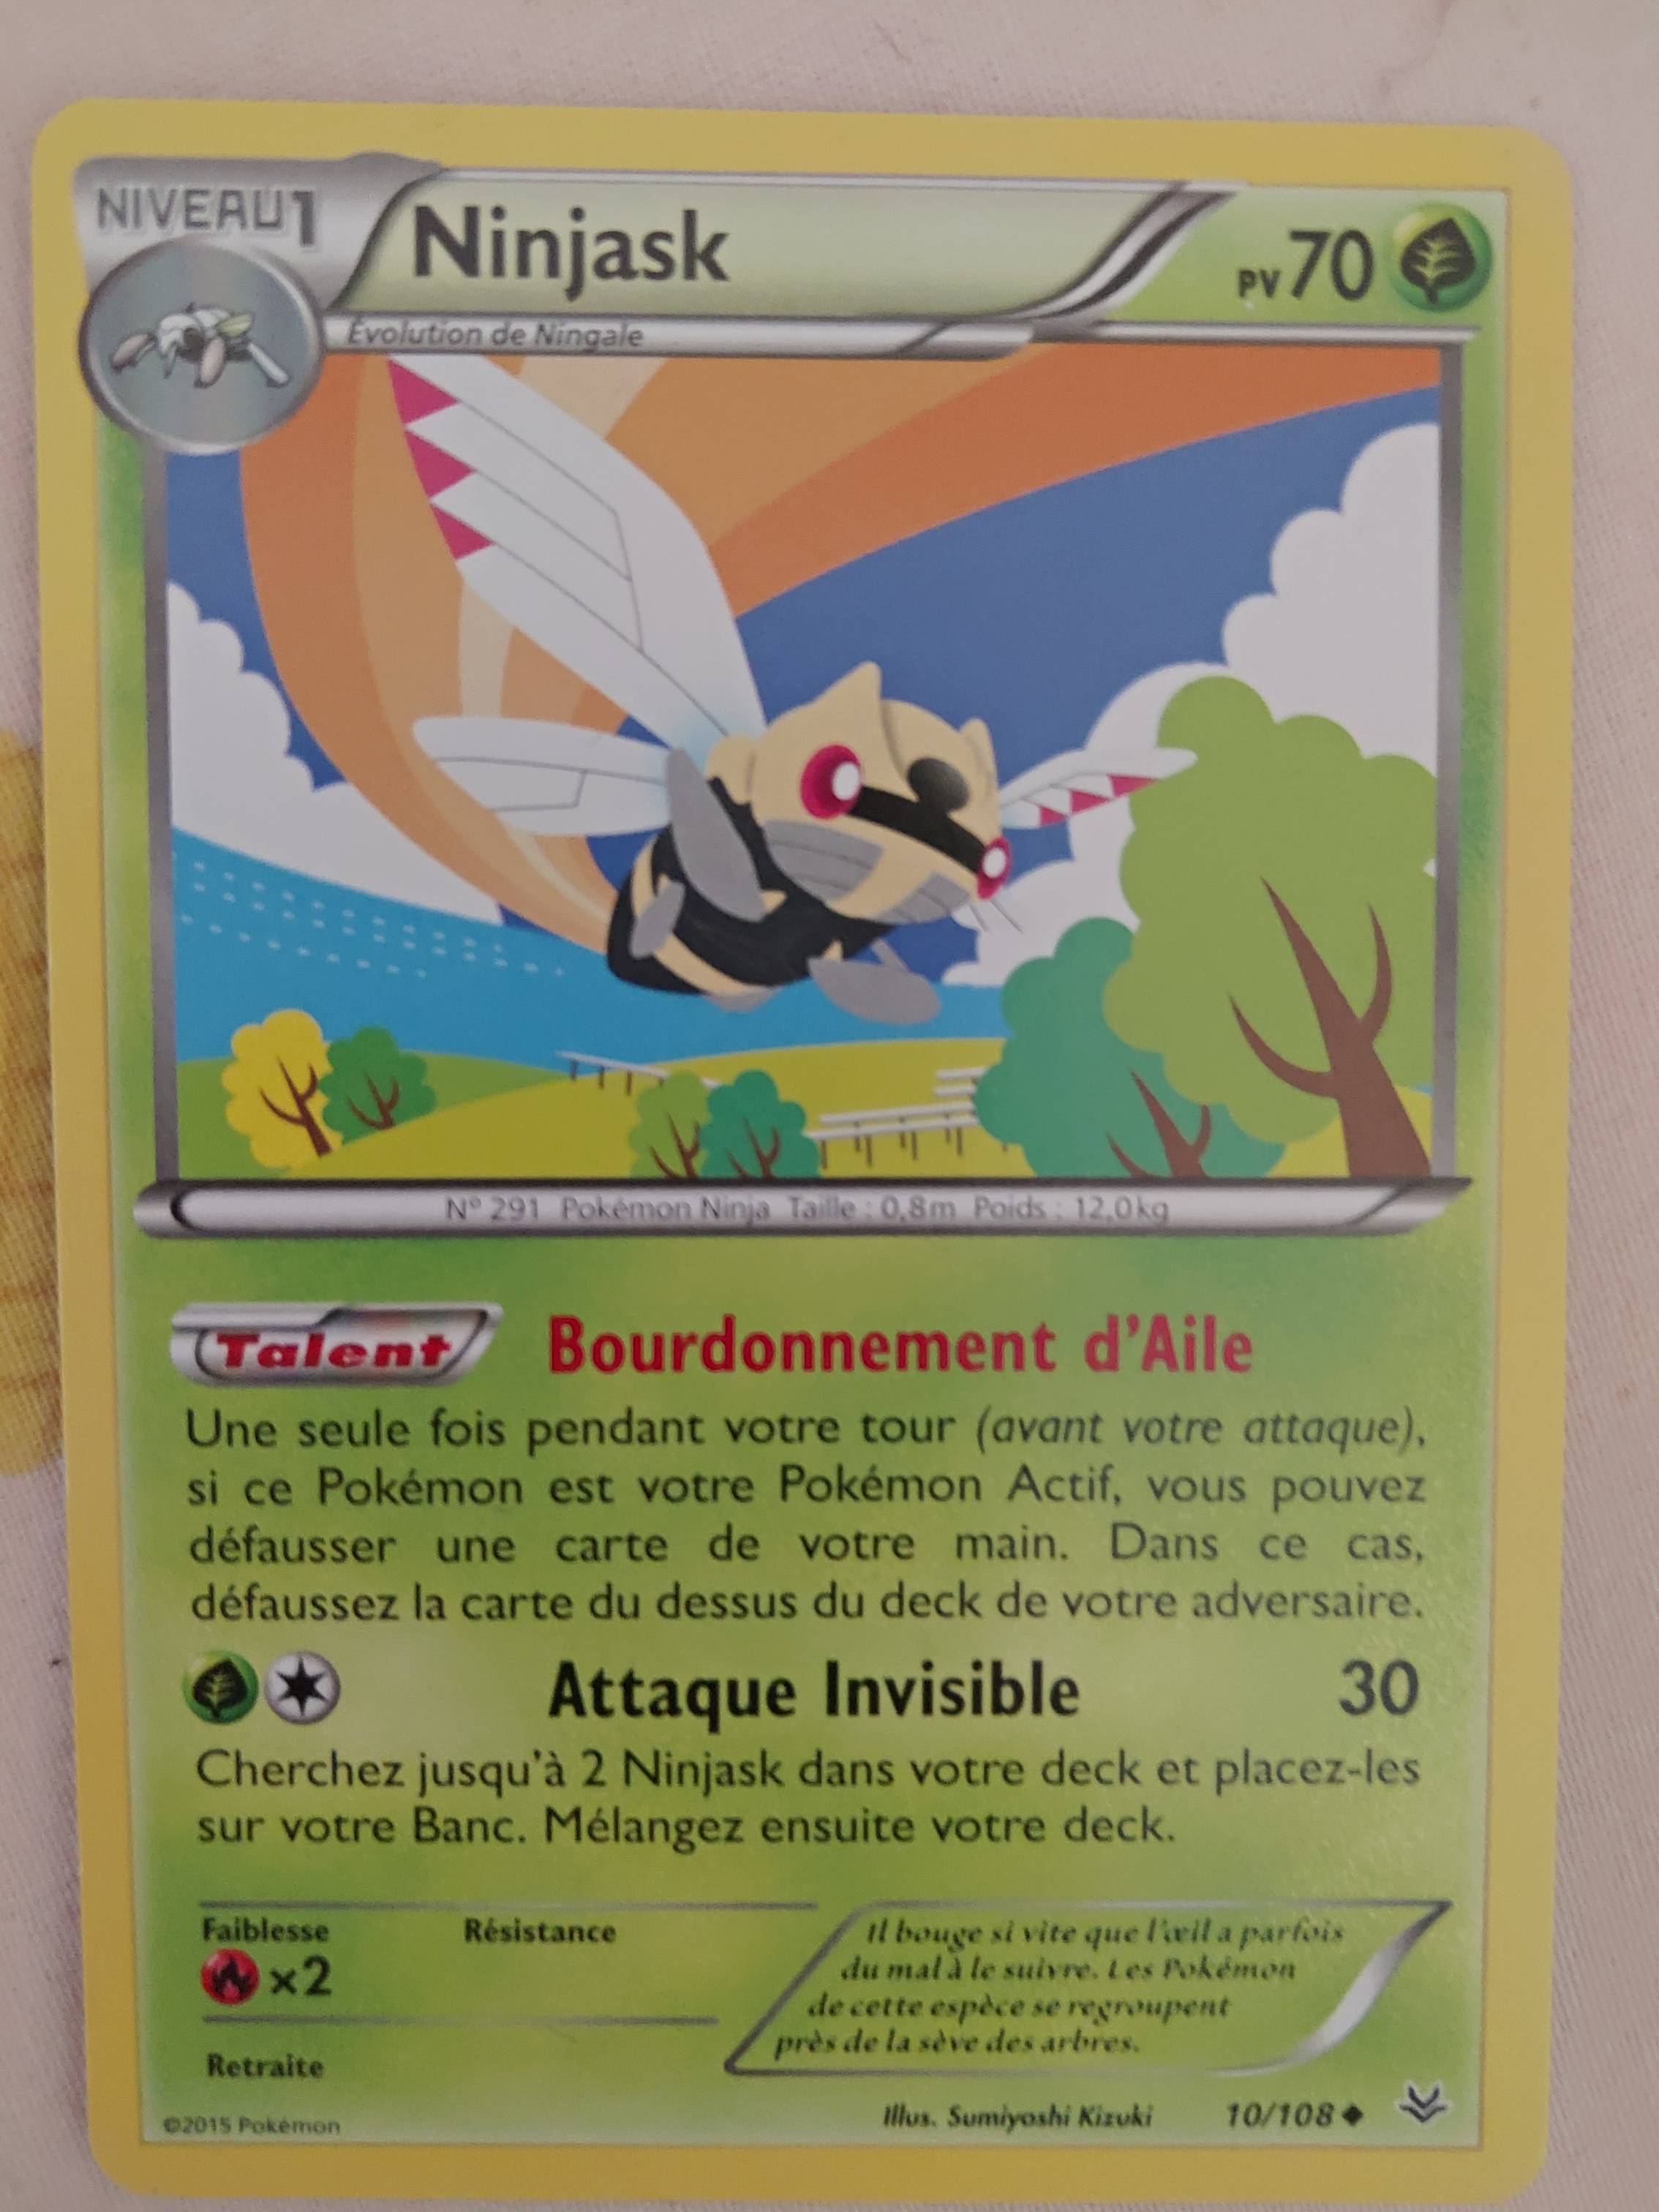 NIVEAU1
Ninjask
PV70
Évolution de Ningale
N° 291 Pokémon Ninja Taille : 0,8m Poids : 12,0kg
Talent Bourdonnement d'Aile
Une seule fois pendant votre tour (avant votre attaque),
si ce Pokémon est votre Pokémon Actif, vous pouvez
défausser une carte de votre main. Dans ce cas,
défaussez la carte du dessus du deck de votre adversaire.
Attaque Invisible 30
Cherchez jusqu'à 2 Ninjask dans votre deck et placez-les
sur votre Banc. Mélangez ensuite votre deck.
Faiblesse Résistance
x2
Retraite
Il bouge si vite que l'œil a parfois
du mal à le suivre. Les Pokémon
de cette espèce se regroupent
près de la sève des arbres.
©2015 Pokémon
Illus. Sumiyoshi Kizuki 10/108